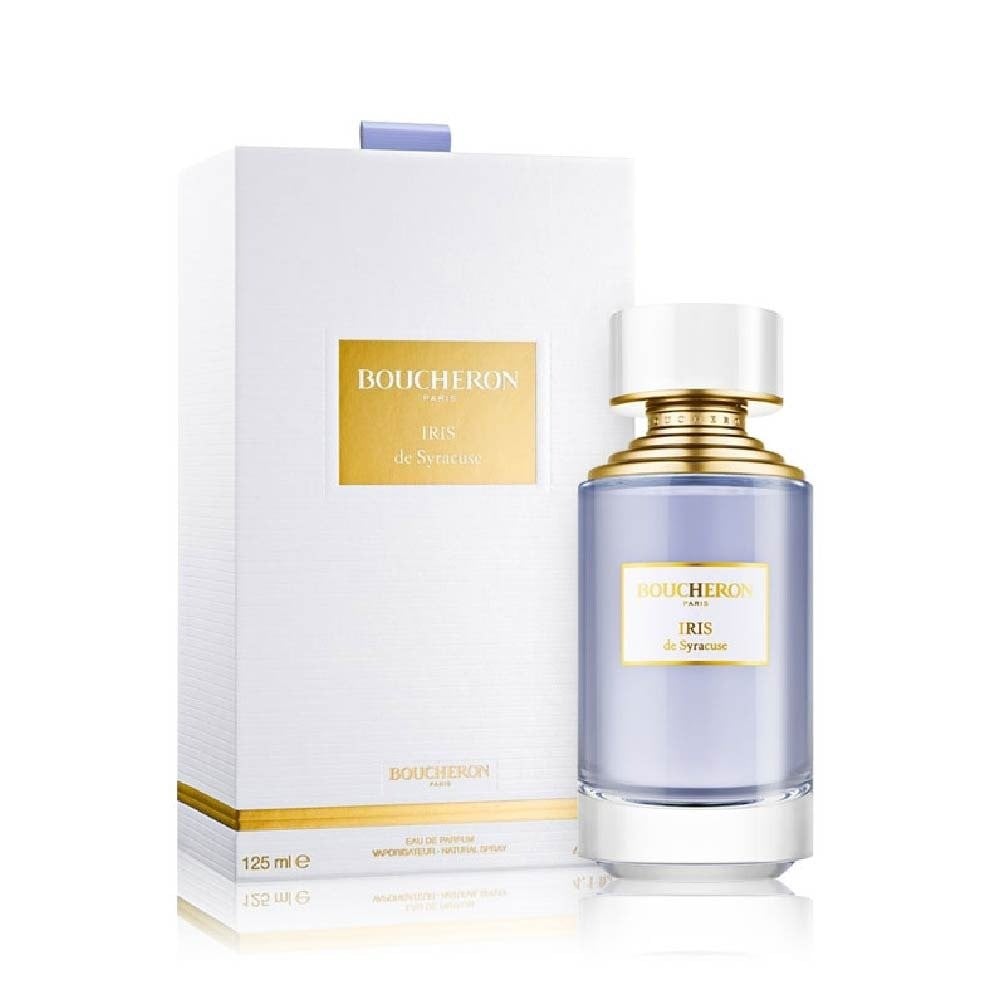 BOUCHERON
PARIS
IRIS
de Syracuse
BOUCHERON
PARIS
EAU DE PARFUM
VAPORISATEUR - NATURAL SPRAY
125 ml e
BOUCHERON
PARIS
IRIS
de Syracuse